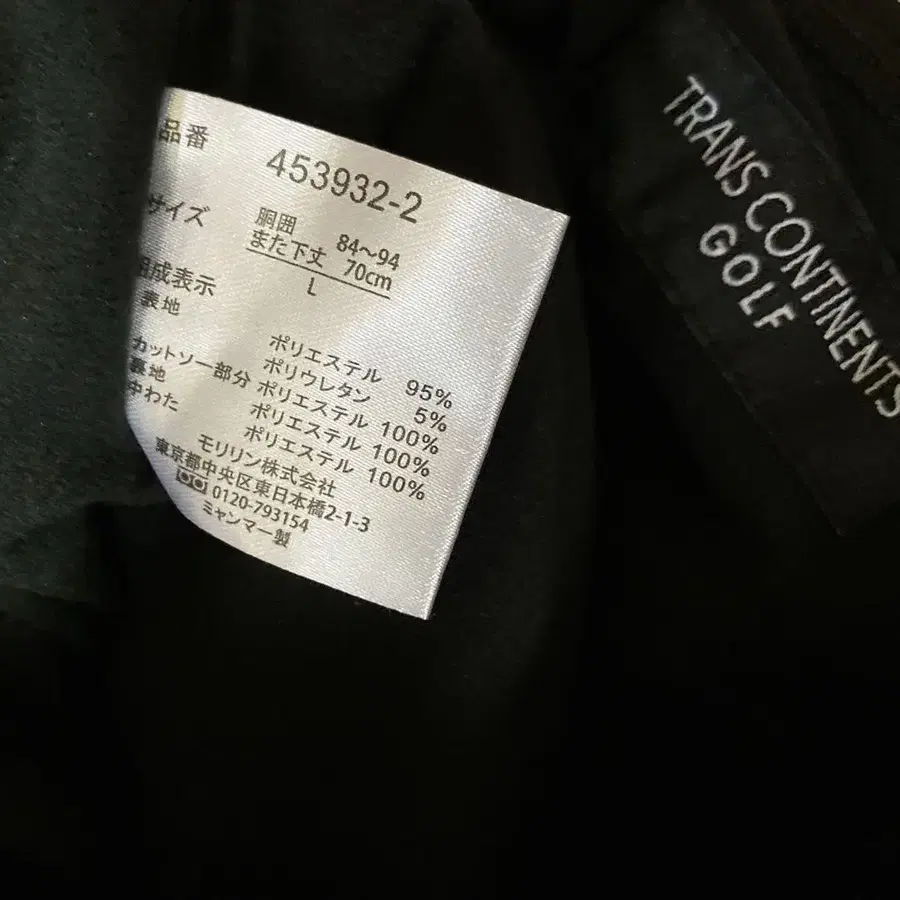 品番 453932-2
サイズ 胴囲 84〜94
また下丈 70cm
L
組成表示
表地 ポリエステル 95%
ポリウレタン 5%
カットソー部分 ポリエステル 100%
裏地 ポリエステル 100%
中わた ポリエステル 100%
モリリン株式会社
東京都中央区東日本橋2-1-3
0120-793154
ミャンマー製
TRANS CONTINENTS
GOLF